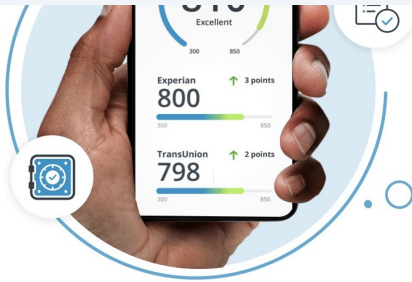 Excellent
300 850
Experian ↑ 3 points
800
300 850
TransUnion ↑ 2 points
798
300 850